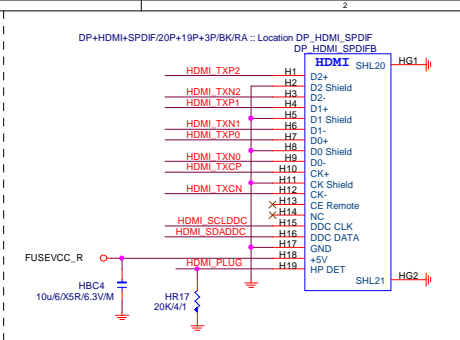 2
DP+HDMI+SPDIF/20P+19P+3P/BK/RA :: Location DP_HDMI_SPDIF
DP_HDMI_SPDIFB
HDMI
SHL20 HG1
HDMI_TXP2 H1 D2+
H2 D2 Shield
HDMI_TXN2 H3 D2-
HDMI_TXP1 H4 D1+
H5 D1 Shield
HDMI_TXN1 H6 D1-
HDMI_TXP0 H7 D0+
H8 D0 Shield
HDMI_TXN0 H9 D0-
HDMI_TXCP H10 CK+
H11 CK Shield
HDMI_TXCN H12 CK-
H13 CE Remote
H14 NC
HDMI_SCLDDC H15 DDC CLK
HDMI_SDADDC H16 DDC DATA
H17 GND
FUSEVCC_R H18 +5V
HDMI_PLUG H19 HP DET
SHL21 HG2
HBC4
10u/6/X5R/6.3V/M
HR17
20K/4/1